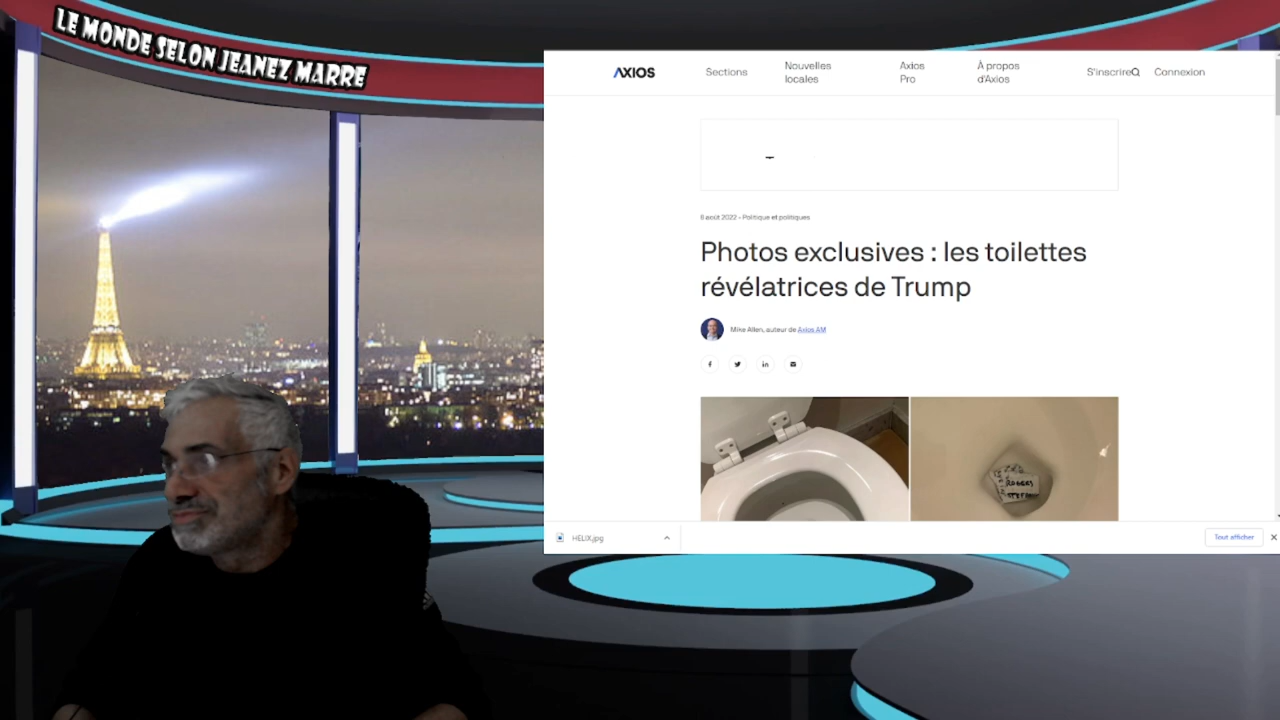 LE MONDE SELON JEANEZ MARRE
AXIOS
Sections
Nouvelles
locales
Axios
Pro
À propos
d'Axios
S'inscrire
Connexion
8 août 2022 - Politique et politiques
Photos exclusives : les toilettes
révélatrices de Trump
Mike Allen, auteur de Axios AM
ROGERS
HELIX.jpg
Tout afficher